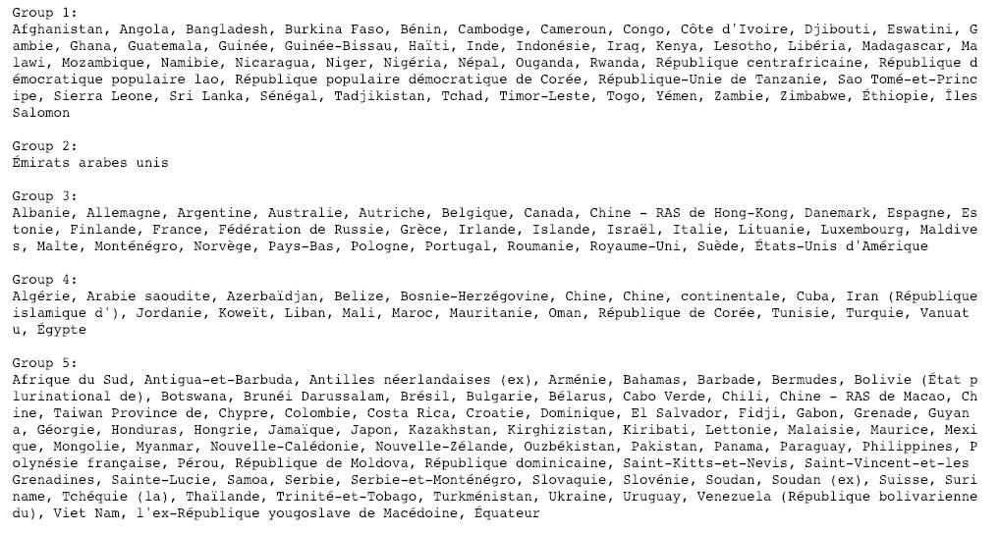 Group 1:
Afghanistan, Angola, Bangladesh, Burkina Faso, Bénin, Cambodge, Cameroun, Congo, Côte d'Ivoire, Djibouti, Eswatini, G
ambie, Ghana, Guatemala, Guinée, Guinée-Bissau, Haïti, Inde, Indonésie, Iraq, Kenya, Lesotho, Libéria, Madagascar, Ma
lawi, Mozambique, Namibie, Nicaragua, Niger, Nigéria, Népal, Ouganda, Rwanda, République centrafricaine, République d
émocratique populaire lao, République populaire démocratique de Corée, République-Unie de Tanzanie, Sao Tomé-et-Princ
ipe, Sierra Leone, Sri Lanka, Sénégal, Tadjikistan, Tchad, Timor-Leste, Togo, Yémen, Zambie, Zimbabwe, Éthiopie, Îles
Salomon
Group 2:
Émirats arabes unis
Group 3:
Albanie, Allemagne, Argentine, Australie, Autriche, Belgique, Canada, Chine - RAS de Hong-Kong, Danemark, Espagne, Es
tonie, Finlande, France, Fédération de Russie, Grèce, Irlande, Islande, Israël, Italie, Lituanie, Luxembourg, Maldive
s, Malte, Monténégro, Norvège, Pays-Bas, Pologne, Portugal, Roumanie, Royaume-Uni, Suède, États-Unis d'Amérique
Group 4:
Algérie, Arabie saoudite, Azerbaïdjan, Belize, Bosnie-Herzégovine, Chine, Chine, continentale, Cuba, Iran (République
islamique d'), Jordanie, Koweït, Liban, Mali, Maroc, Mauritanie, Oman, République de Corée, Tunisie, Turquie, Vanuat
u, Égypte
Group 5:
Afrique du Sud, Antigua-et-Barbuda, Antilles néerlandaises (ex), Arménie, Bahamas, Barbade, Bermudes, Bolivie (État p
lurinational de), Botswana, Brunéi Darussalam, Brésil, Bulgarie, Bélarus, Cabo Verde, Chili, Chine - RAS de Macao, Ch
ine, Taiwan Province de, Chypre, Colombie, Costa Rica, Croatie, Dominique, El Salvador, Fidji, Gabon, Grenade, Guyan
a, Géorgie, Honduras, Hongrie, Jamaïque, Japon, Kazakhstan, Kirghizistan, Kiribati, Lettonie, Malaisie, Maurice, Mexi
que, Mongolie, Myanmar, Nouvelle-Calédonie, Nouvelle-Zélande, Ouzbékistan, Pakistan, Panama, Paraguay, Philippines, P
olynésie française, Pérou, République de Moldova, République dominicaine, Saint-Kitts-et-Nevis, Saint-Vincent-et-les
Grenadines, Sainte-Lucie, Samoa, Serbie, Serbie-et-Monténégro, Slovaquie, Slovénie, Soudan, Soudan (ex), Suisse, Suri
name, Tchéquie (la), Thaïlande, Trinité-et-Tobago, Turkménistan, Ukraine, Uruguay, Venezuela (République bolivarienne
du), Viet Nam, l'ex-République yougoslave de Macédoine, Équateur